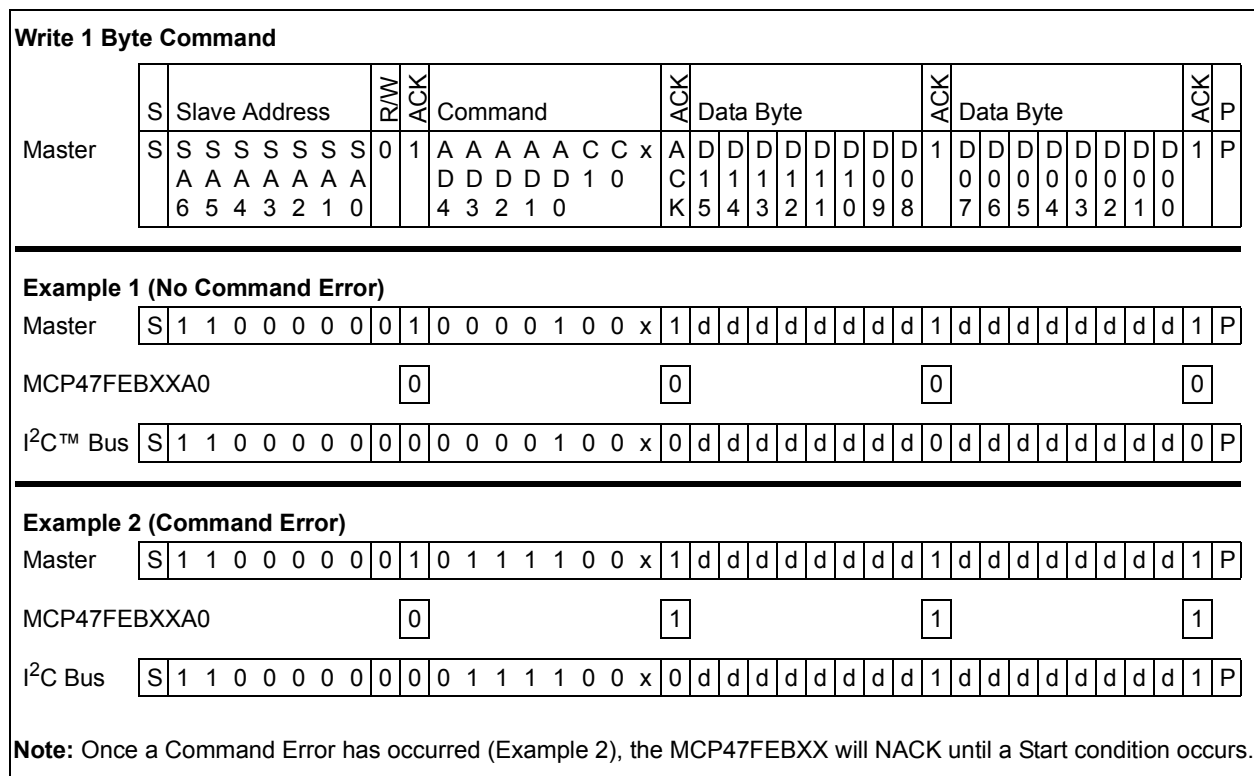 Write 1 Byte Command
S Slave Address R/W ACK Command ACK Data Byte ACK Data Byte ACK P
Master S S S S S S S S 0 1 A A A A A C C x A D D D D D D D D 1 D D D D D D D D 1 P
A A A A A A A D D D D D 1 0 C 1 1 1 1 1 1 0 0 0 0 0 0 0 0 0 0
6 5 4 3 2 1 0 4 3 2 1 0 K 5 4 3 2 1 0 9 8 7 6 5 4 3 2 1 0
Example 1 (No Command Error)
Master S 1 1 0 0 0 0 0 0 1 0 0 0 0 1 0 0 x 1 d d d d d d d d 1 d d d d d d d d 1 P
MCP47FEBXXA0 0 0 0 0
I²C™ Bus S 1 1 0 0 0 0 0 0 0 0 0 0 0 1 0 0 x 0 d d d d d d d d 0 d d d d d d d d 0 P
Example 2 (Command Error)
Master S 1 1 0 0 0 0 0 0 1 0 1 1 1 1 0 0 x 1 d d d d d d d d 1 d d d d d d d d 1 P
MCP47FEBXXA0 0 1 1 1
I²C Bus S 1 1 0 0 0 0 0 0 0 0 1 1 1 1 0 0 x 0 d d d d d d d d 1 d d d d d d d d 1 P
Note: Once a Command Error has occurred (Example 2), the MCP47FEBXX will NACK until a Start condition occurs.